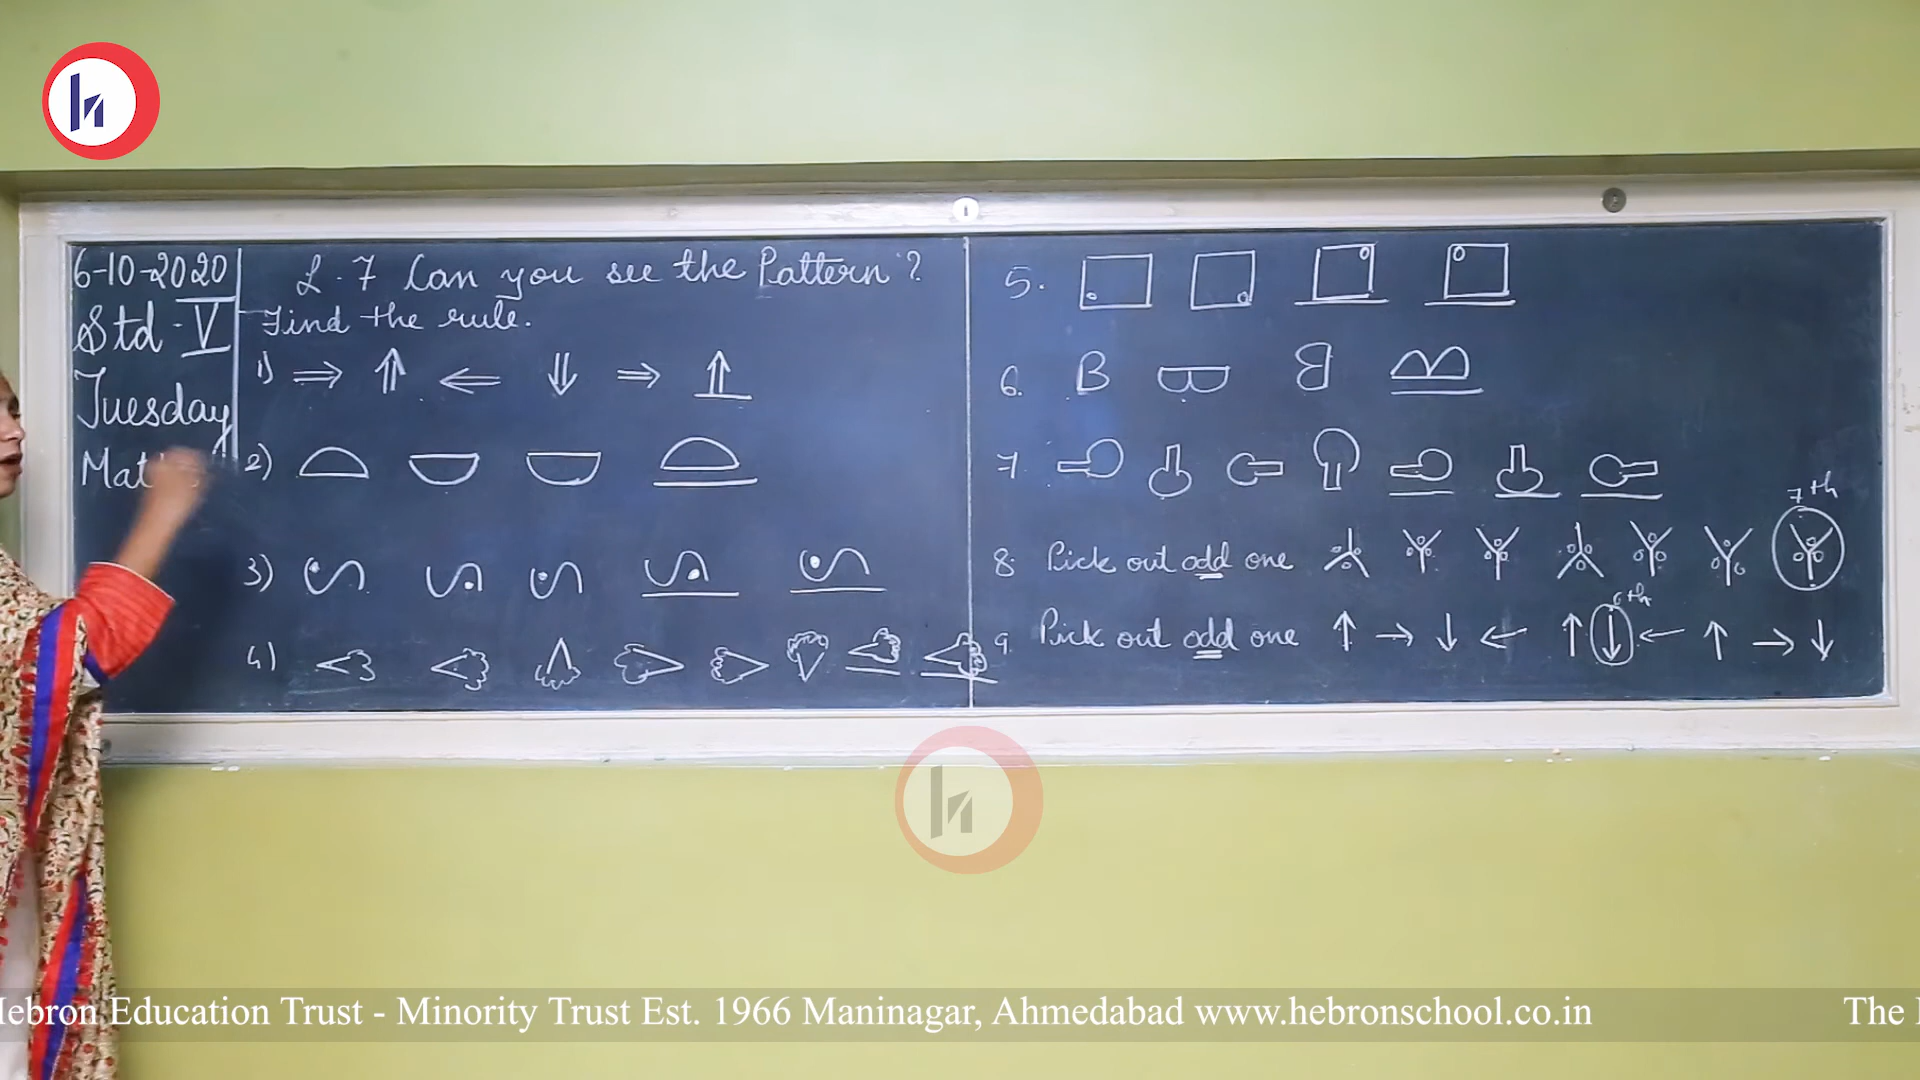 6-10-2020
Std - V
Tuesday
L. 7 Can you see the Pattern?
Find the rule.
1)
2)
3)
4)
5.
6. B
7.
7th
8. Pick out odd one
6th
9. Pick out odd one
Hebron Education Trust - Minority Trust Est. 1966 Maninagar, Ahmedabad www.hebronschool.co.in The